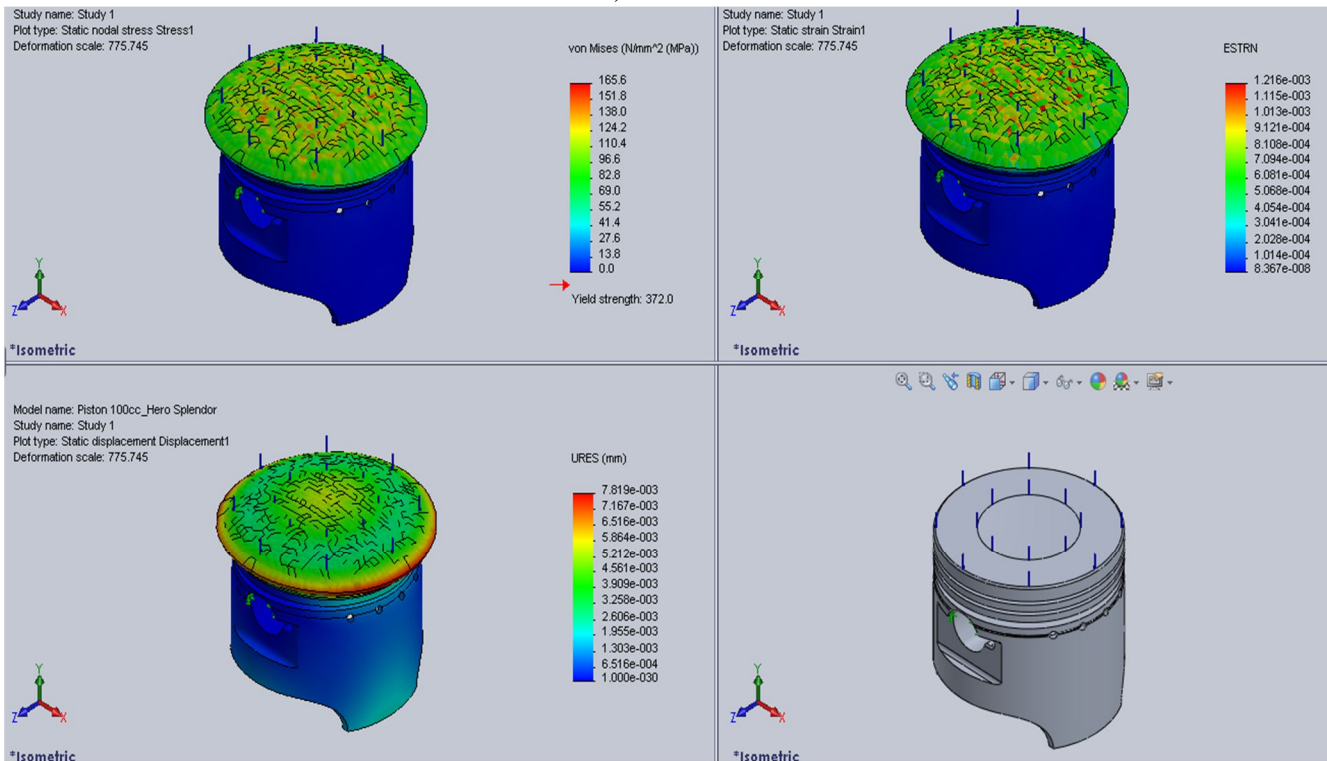 Study name: Study 1
Plot type: Static nodal stress Stress1
Deformation scale: 775.745
von Mises (N/mm^2 (MPa))
165.6
151.8
138.0
124.2
110.4
96.6
82.8
69.0
55.2
41.4
27.6
13.8
0.0
Yield strength: 372.0
Y
Z
X
*Isometric
Study name: Study 1
Plot type: Static strain Strain1
Deformation scale: 775.745
ESTRN
1.216e-003
1.115e-003
1.013e-003
9.121e-004
8.108e-004
7.094e-004
6.081e-004
5.068e-004
4.054e-004
3.041e-004
2.028e-004
1.014e-004
8.367e-008
Y
Z
X
*Isometric
Model name: Piston 100cc_Hero Splendor
Study name: Study 1
Plot type: Static displacement Displacement1
Deformation scale: 775.745
URES (mm)
7.819e-003
7.167e-003
6.516e-003
5.864e-003
5.212e-003
4.561e-003
3.909e-003
3.258e-003
2.606e-003
1.955e-003
1.303e-003
6.516e-004
1.000e-030
Y
Z
X
*Isometric
Y
Z
X
*Isometric